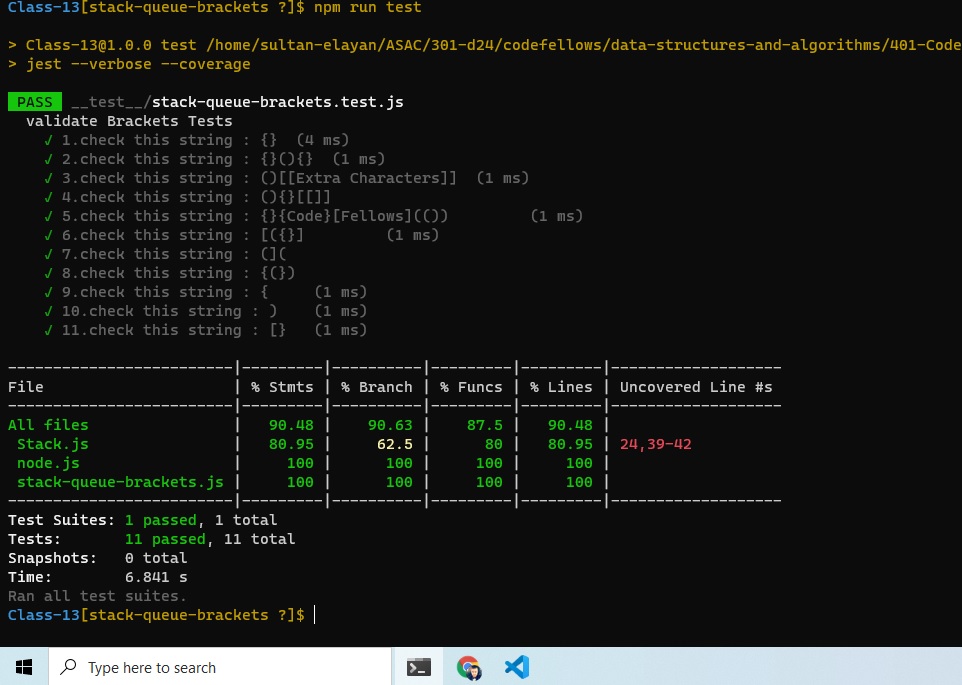 Class-13[stack-queue-brackets ?]$ npm run test
> Class-13@1.0.0 test /home/sultan-elayan/ASAC/301-d24/codefellows/data-structures-and-algorithms/401-Code
> jest --verbose --coverage
PASS __test__/stack-queue-brackets.test.js
validate Brackets Tests
√ 1.check this string : {} (4 ms)
√ 2.check this string : {}(){} (1 ms)
√ 3.check this string : ()[[Extra Characters]] (1 ms)
√ 4.check this string : (){}[[]]
√ 5.check this string : {}{Code}[Fellows](()) (1 ms)
√ 6.check this string : [({}] (1 ms)
√ 7.check this string : (](
√ 8.check this string : {(})
√ 9.check this string : { (1 ms)
√ 10.check this string : ) (1 ms)
√ 11.check this string : [} (1 ms)
-------------------------|---------|----------|---------|---------|-------------------
File | % Stmts | % Branch | % Funcs | % Lines | Uncovered Line #s
-------------------------|---------|----------|---------|---------|-------------------
All files | 90.48 | 90.63 | 87.5 | 90.48 |
Stack.js | 80.95 | 62.5 | 80 | 80.95 | 24,39-42
node.js | 100 | 100 | 100 | 100 |
stack-queue-brackets.js | 100 | 100 | 100 | 100 |
-------------------------|---------|----------|---------|---------|-------------------
Test Suites: 1 passed, 1 total
Tests: 11 passed, 11 total
Snapshots: 0 total
Time: 6.841 s
Ran all test suites.
Class-13[stack-queue-brackets ?]$
Type here to search